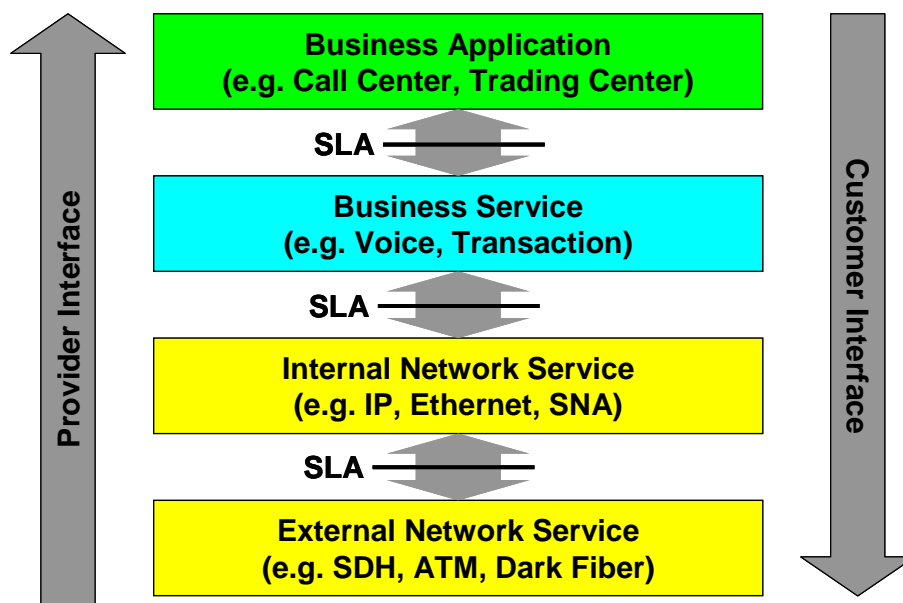 Business Application
(e.g. Call Center, Trading Center)
SLA
Business Service
(e.g. Voice, Transaction)
SLA
Internal Network Service
(e.g. IP, Ethernet, SNA)
SLA
External Network Service
(e.g. SDH, ATM, Dark Fiber)
Provider Interface
Customer Interface